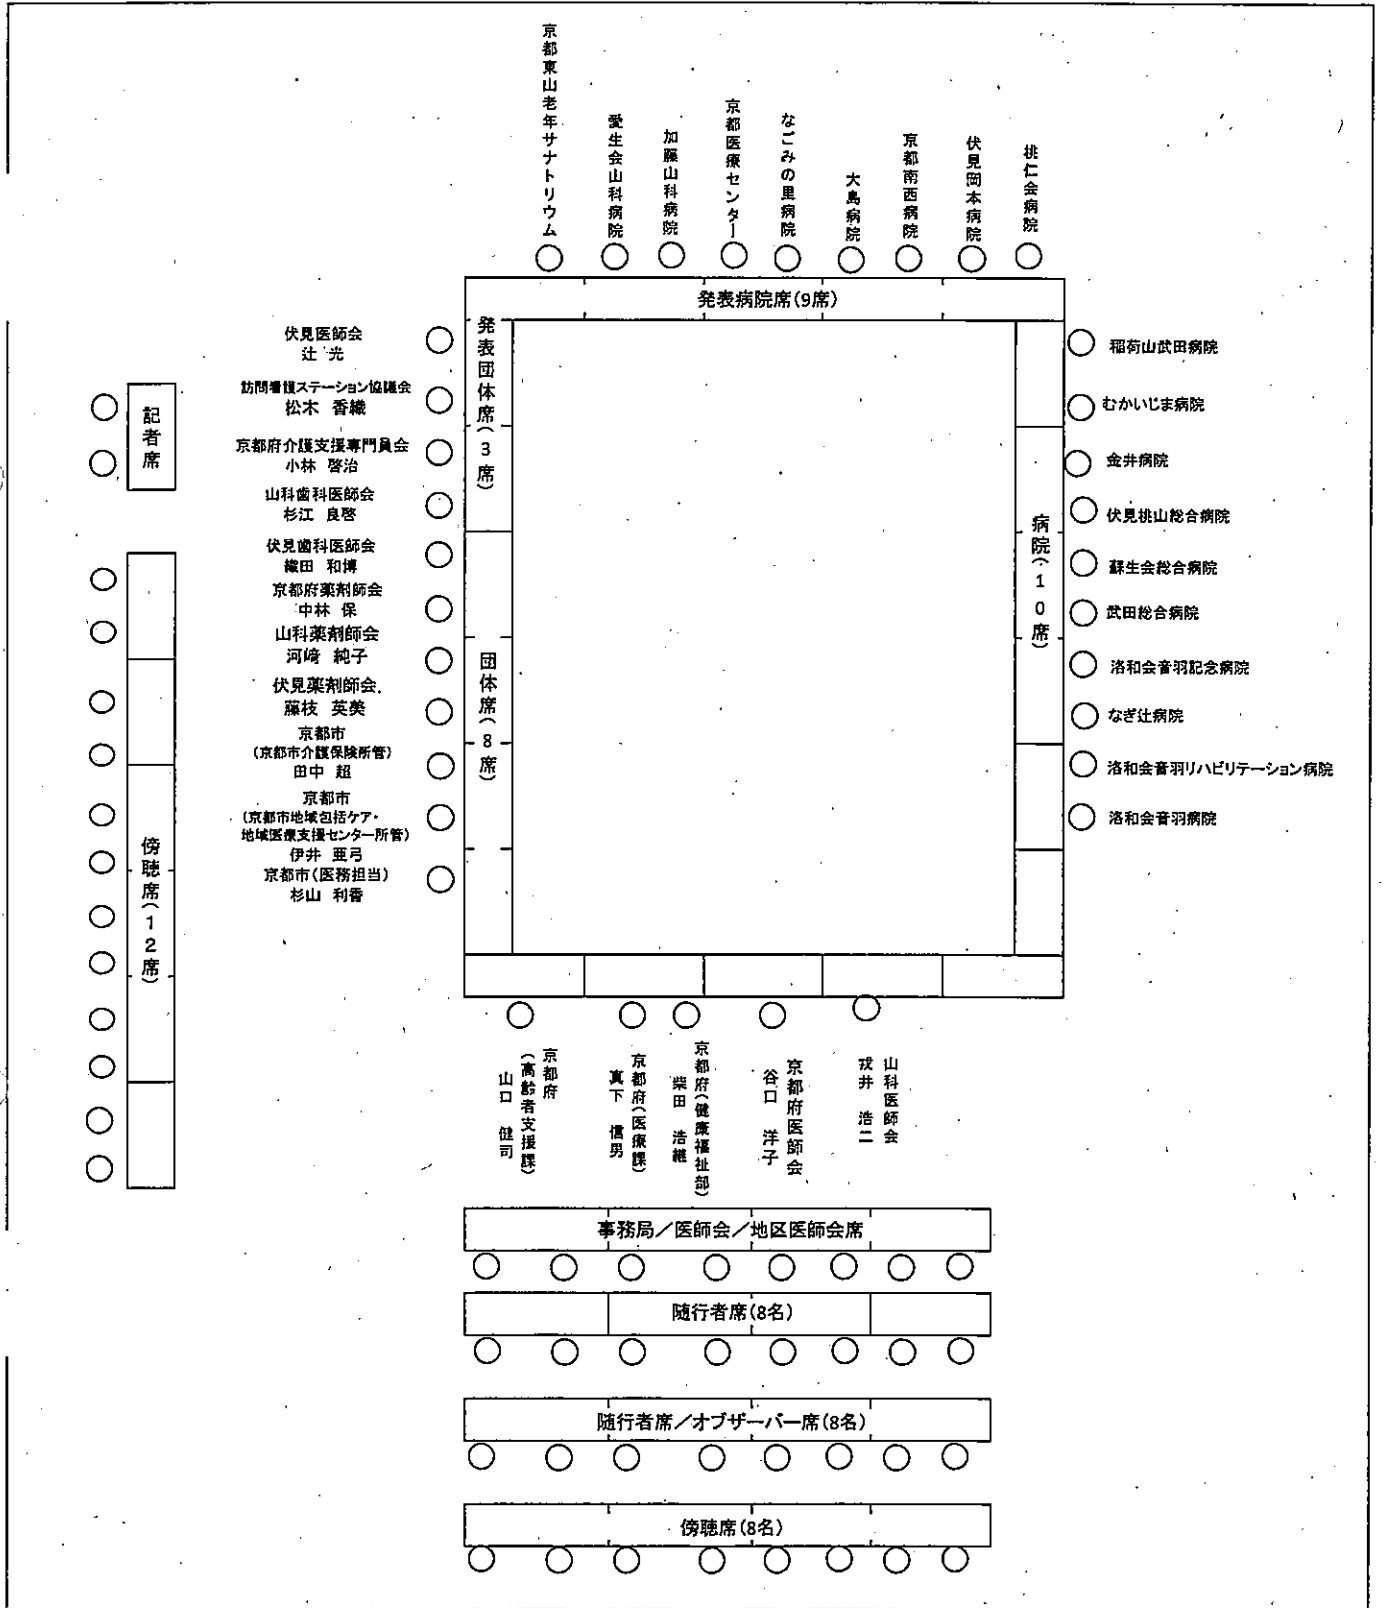 京都東山老年サナトリウム
愛生会山科病院
加藤山科病院
京都医療センター
なごみの里病院
大島病院
京都南西病院
伏見岡本病院
桃仁会病院
発表病院席(9席)
発表団体席(3席)
団体席(8席)
伏見医師会
辻 光
訪問看護ステーション協議会
松木 香織
京都府介護支援専門員会
小林 啓治
山科歯科医師会
杉江 良啓
伏見歯科医師会
織田 和博
京都府薬剤師会
中林 保
山科薬剤師会
河﨑 純子
伏見薬剤師会
藤枝 英美
京都市
(京都市介護保険所管)
田中 超
京都市
(京都市地域包括ケア・
地域医療支援センター所管)
伊井 亜弓
京都市(医務担当)
杉山 利香
記者席
傍聴席(12席)
病院(10席)
稲荷山武田病院
むかいじま病院
金井病院
伏見桃山総合病院
蘇生会総合病院
武田総合病院
洛和会音羽記念病院
なぎ辻病院
洛和会音羽リハビリテーション病院
洛和会音羽病院
京都府
(高齢者支援課)
山口 健司
京都府(医療課)
真下 信男
京都府(健康福祉部)
柴田 浩継
京都府医師会
谷口 洋子
山科医師会
戎井 浩二
事務局/医師会/地区医師会席
随行者席(8名)
随行者席/オブザーバー席(8名)
傍聴席(8名)